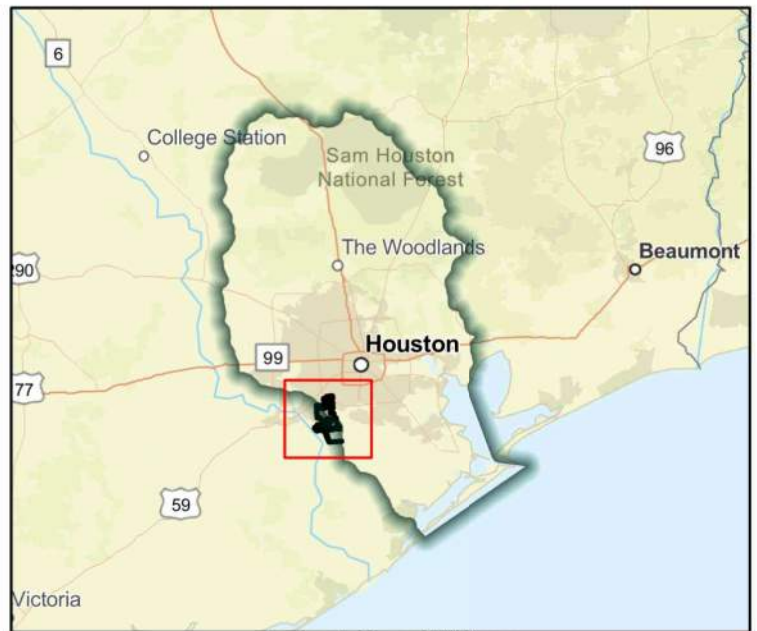 6
College Station
Sam Houston
National Forest
96
The Woodlands
Beaumont
290
Houston
99
77
59
Victoria